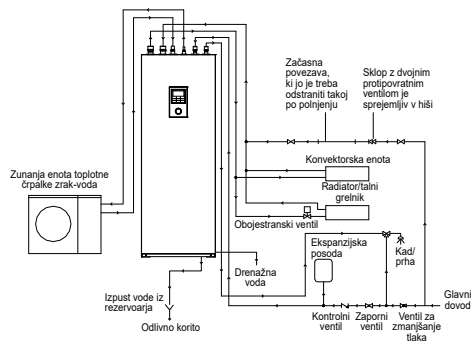 Začasna
povezava,
ki jo je treba
odstraniti takoj
po polnjenju
Sklop z dvojnim
protipovratnim
ventilom je
sprejemljiv v hiši
Zunanja enota toplotne
črpalke zrak-voda
Konvektorska enota
Radiator/talni
grelnik
Obojestranski ventil
Ekspanzijska
posoda
Kad/
prha
Drenažna
voda
Izpust vode iz
rezervoarja
Odlivno korito
Kontrolni
ventil
Zaporni
ventil
Ventil za
zmanjšanje
tlaka
Glavni
dovod